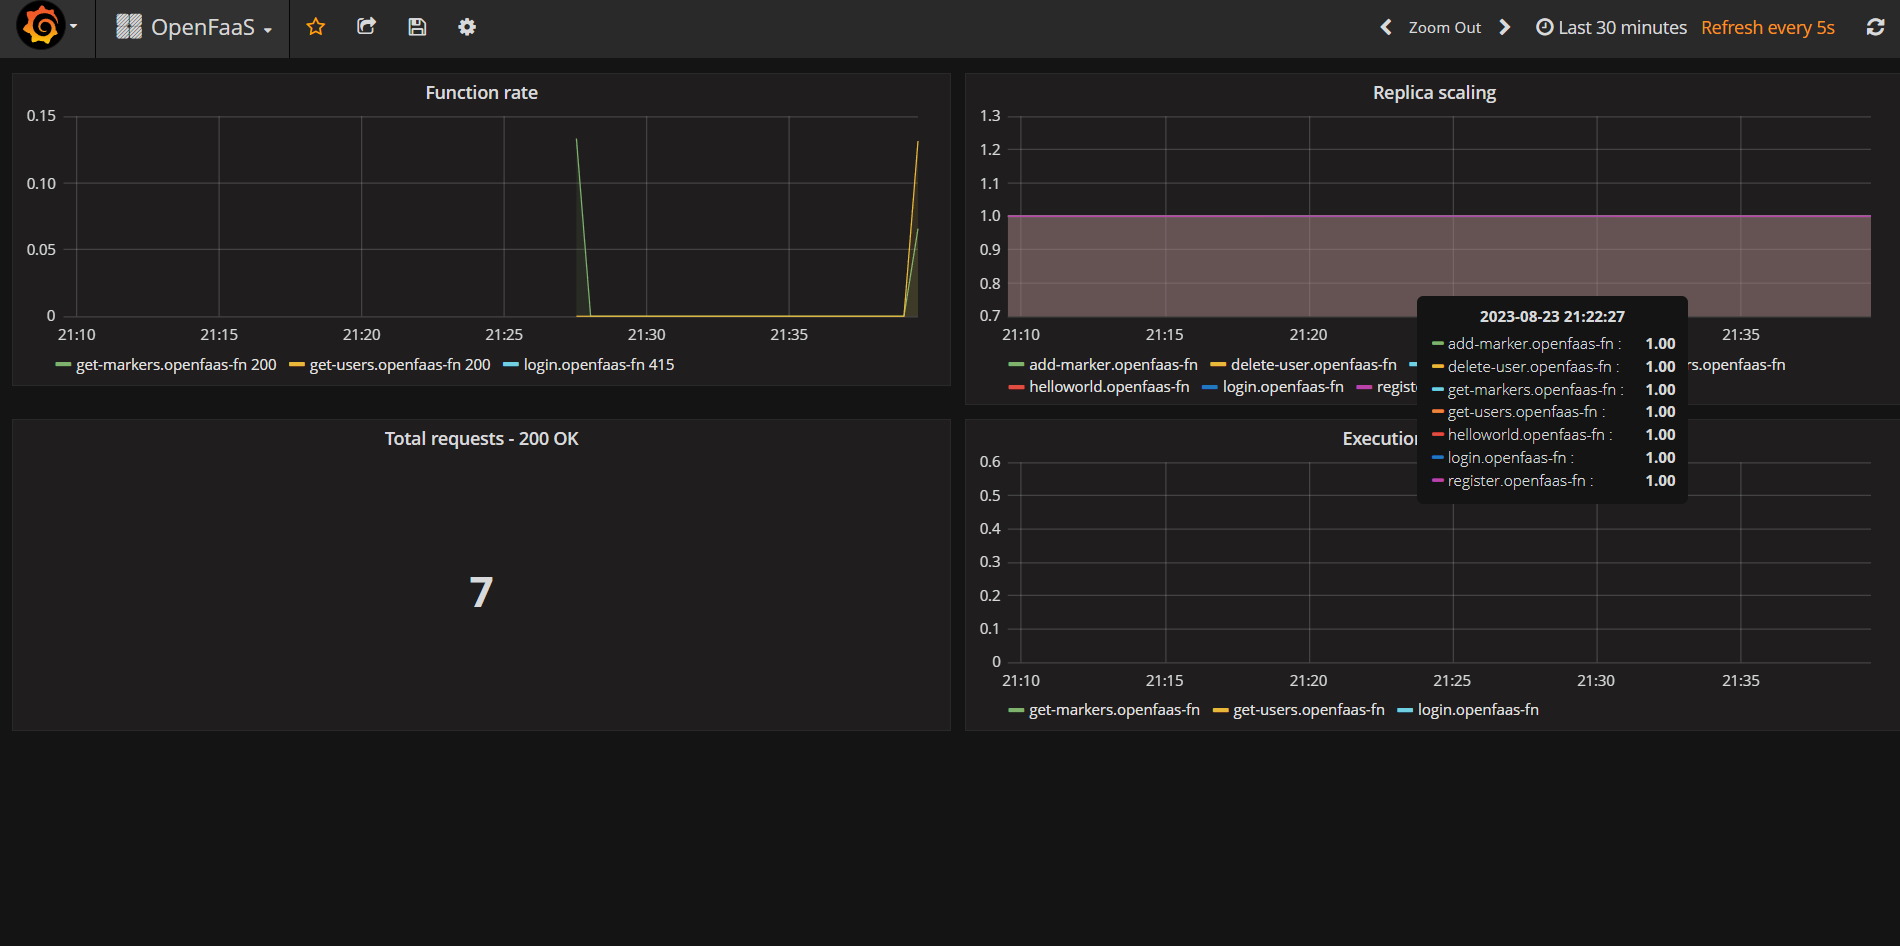 OpenFaaS
Zoom Out
Last 30 minutes
Refresh every 5s
Function rate
0.15
0.10
0.05
0
21:10 21:15 21:20 21:25 21:30 21:35
get-markers.openfaas-fn 200 get-users.openfaas-fn 200 login.openfaas-fn 415
Replica scaling
1.3
1.2
1.1
1.0
0.9
0.8
0.7
21:10 21:15 21:20 21:35
add-marker.openfaas-fn delete-user.openfaas-fn rs.openfaas-fn
helloworld.openfaas-fn login.openfaas-fn regist
2023-08-23 21:22:27
add-marker.openfaas-fn : 1.00
delete-user.openfaas-fn : 1.00
get-markers.openfaas-fn : 1.00
get-users.openfaas-fn : 1.00
helloworld.openfaas-fn : 1.00
login.openfaas-fn : 1.00
register.openfaas-fn : 1.00
Total requests - 200 OK
7
Execution
0.6
0.5
0.4
0.3
0.2
0.1
0
21:10 21:15 21:20 21:25 21:30 21:35
get-markers.openfaas-fn get-users.openfaas-fn login.openfaas-fn